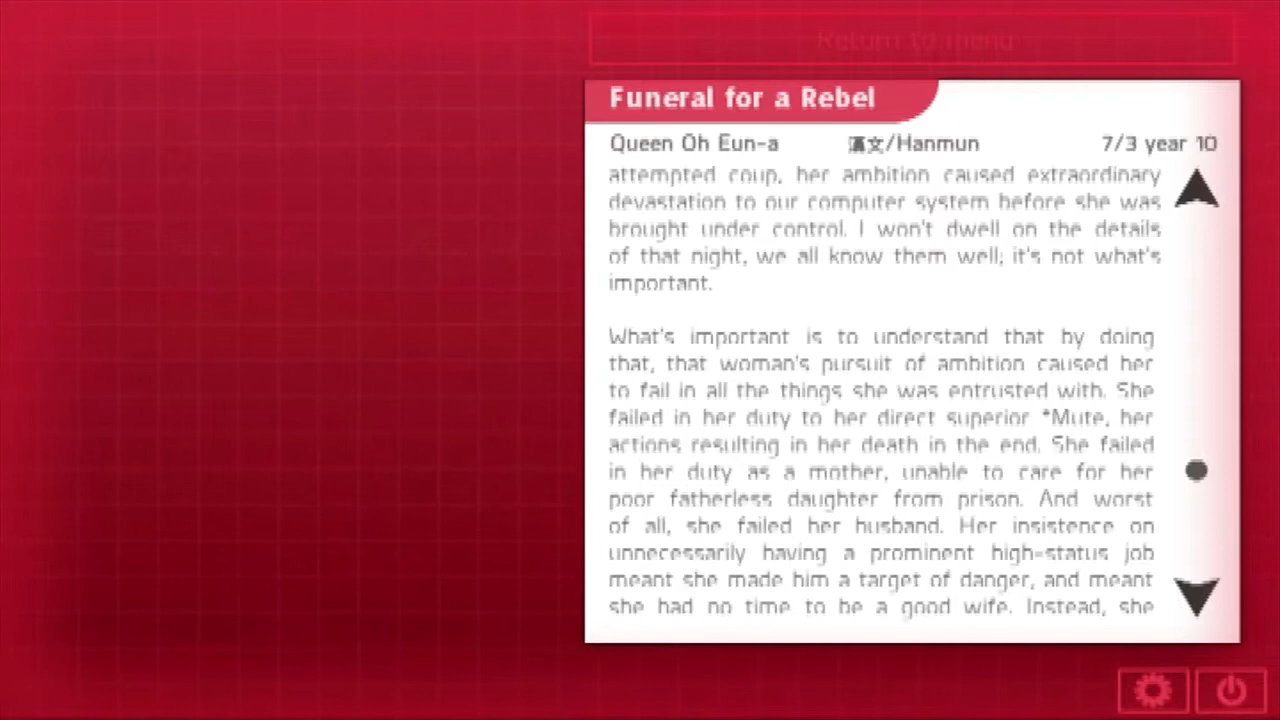 Return to menu
Funeral for a Rebel
Queen Oh Eun-a 漢文/Hanmun 7/3 year 10
attempted coup, her ambition caused extraordinary
devastation to our computer system before she was
brought under control. I won't dwell on the details
of that night, we all know them well; it's not what's
important.
What's important is to understand that by doing
that, that woman's pursuit of ambition caused her
to fail in all the things she was entrusted with. She
failed in her duty to her direct superior *Mute, her
actions resulting in her death in the end. She failed
in her duty as a mother, unable to care for her
poor fatherless daughter from prison. And worst
of all, she failed her husband. Her insistence on
unnecessarily having a prominent high-status job
meant she made him a target of danger, and meant
she had no time to be a good wife. Instead, she